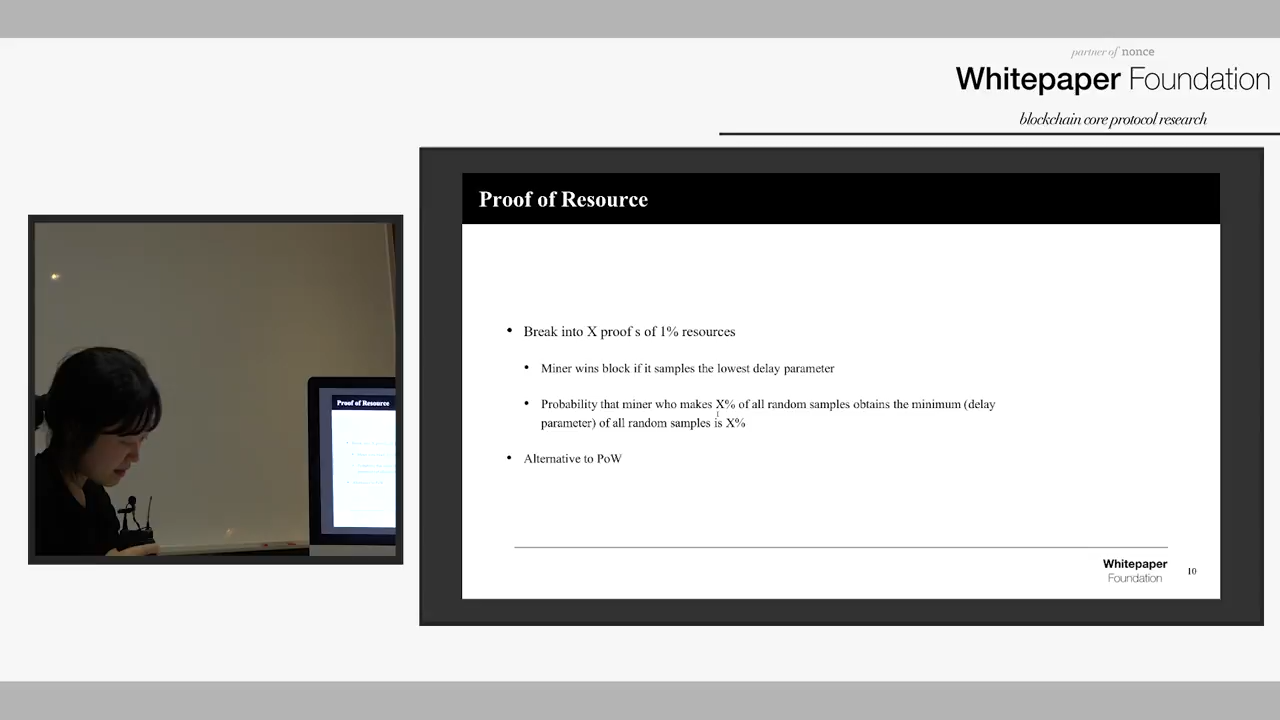 partner of nonce
Whitepaper Foundation
blockchain core protocol research
Proof of Resource
• Break into X proof s of 1% resources
• Miner wins block if it samples the lowest delay parameter
• Probability that miner who makes X% of all random samples obtains the minimum (delay
parameter) of all random samples is X%
• Alternative to PoW
Whitepaper
Foundation
10
Proof of Resource